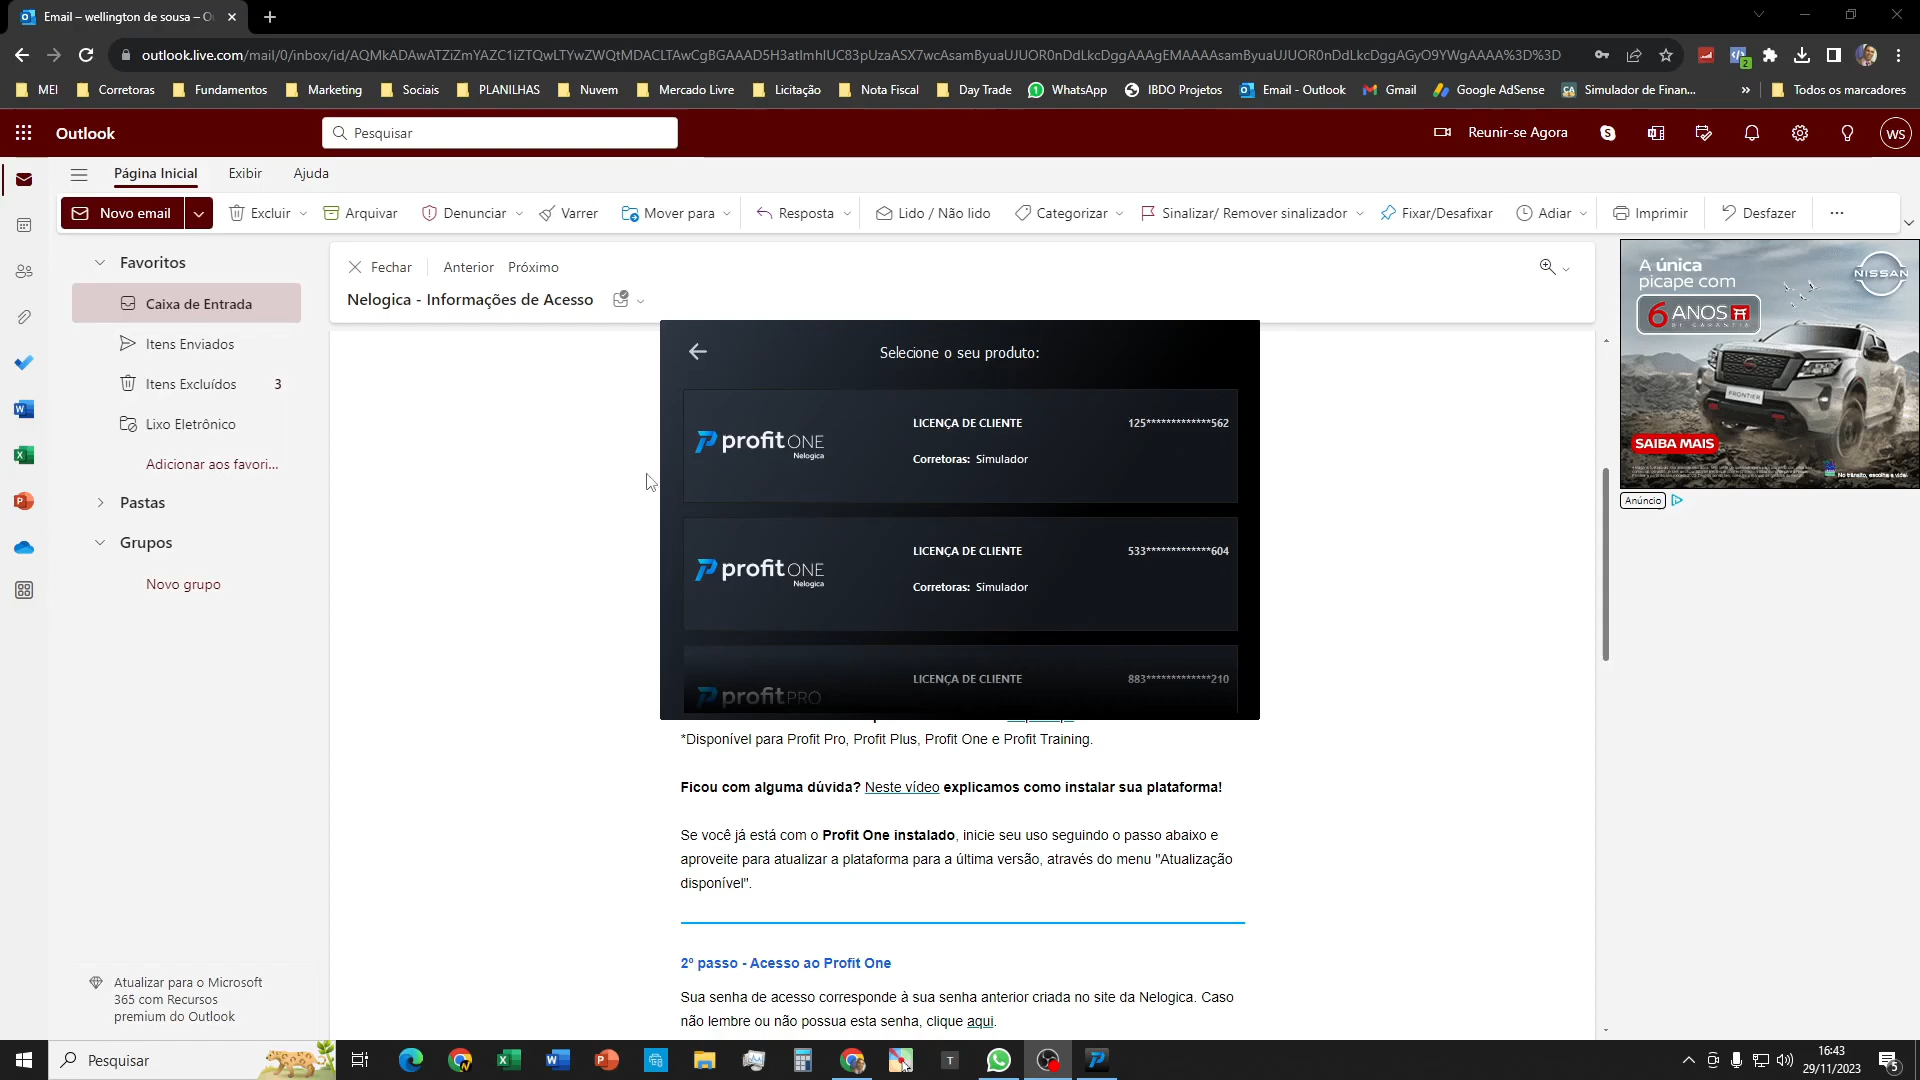 Email – wellington de sousa – O
outlook.live.com/mail/0/inbox/id/AQMkADAwATZiZmYAZC1iZTQwLTYwZWQtMDACLTAwCgBGAAAD5H3atImhlUC83pUzaASX7wcAsamByuaUJUOR0nDdLkcDggAAAgEMAAAAsamByuaUJUOR0nDdLkcDggAGyO9YWgAAAA%3D%3D
2
MEI
Corretoras
Fundamentos
Marketing
Sociais
PLANILHAS
Nuvem
Mercado Livre
Licitação
Nota Fiscal
Day Trade
WhatsApp
IBDO Projetos
Email - Outlook
Gmail
Google AdSense
Simulador de Finan...
»
Todos os marcadores
Outlook
Pesquisar
Reunir-se Agora
WS
Página Inicial
Exibir
Ajuda
Novo email
Excluir
Arquivar
Denunciar
Varrer
Mover para
Resposta
Lido / Não lido
Categorizar
Sinalizar/ Remover sinalizador
Fixar/Desafixar
Adiar
Imprimir
Desfazer
...
Favoritos
Caixa de Entrada
Itens Enviados
Itens Excluídos 3
Lixo Eletrônico
Adicionar aos favori...
Pastas
Grupos
Novo grupo
Atualizar para o Microsoft
365 com Recursos
premium do Outlook
Fechar
Anterior
Próximo
Nelogica - Informações de Acesso
Selecione o seu produto:
profit ONE
Nelogica
LICENÇA DE CLIENTE
125*************562
Corretoras: Simulador
profit ONE
Nelogica
LICENÇA DE CLIENTE
533*************604
Corretoras: Simulador
profit PRO
LICENÇA DE CLIENTE
883*************210
*Disponível para Profit Pro, Profit Plus, Profit One e Profit Training.
Ficou com alguma dúvida? Neste vídeo explicamos como instalar sua plataforma!
Se você já está com o Profit One instalado, inicie seu uso seguindo o passo abaixo e
aproveite para atualizar a plataforma para a última versão, através do menu "Atualização
disponível".
2º passo - Acesso ao Profit One
Sua senha de acesso corresponde à sua senha anterior criada no site da Nelogica. Caso
não lembre ou não possua esta senha, clique aqui.
A única
picape com
6 ANOS
DE GARANTIA
NISSAN
FRONTIER
SAIBA MAIS
No trânsito, escolha a vida!
Anúncio
Pesquisar
T
16:43
29/11/2023
5